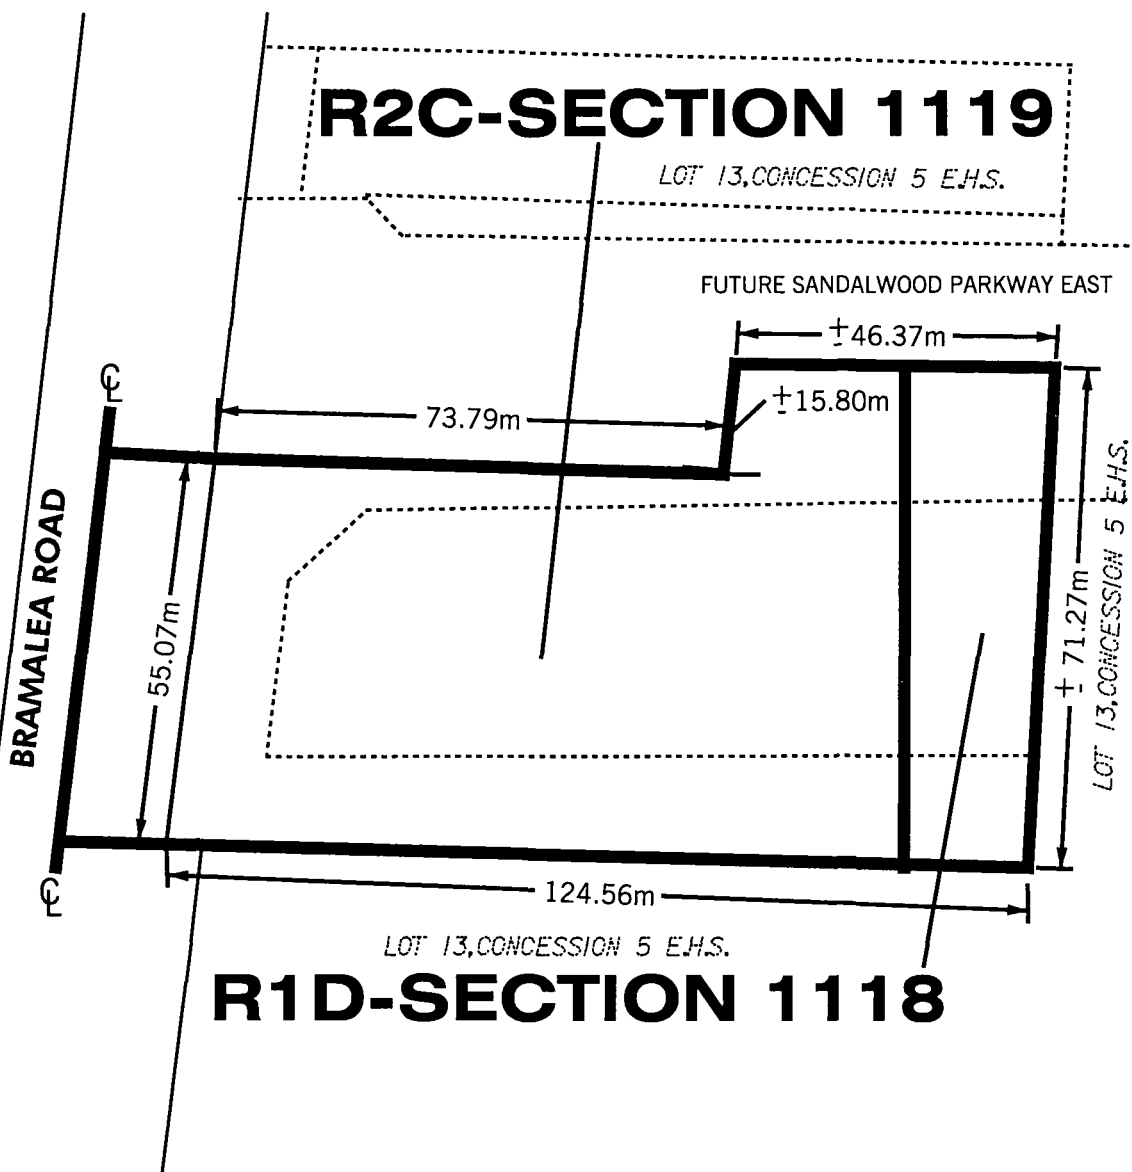 R2C-SECTION 1119
LOT 13,CONCESSION 5 E.H.S.
FUTURE SANDALWOOD PARKWAY EAST
±46.37m
℄
73.79m
±15.80m
BRAMALEA ROAD
55.07m
±71.27m
LOT 13,CONCESSION 5 E.H.S.
℄
124.56m
LOT 13,CONCESSION 5 E.H.S.
R1D-SECTION 1118